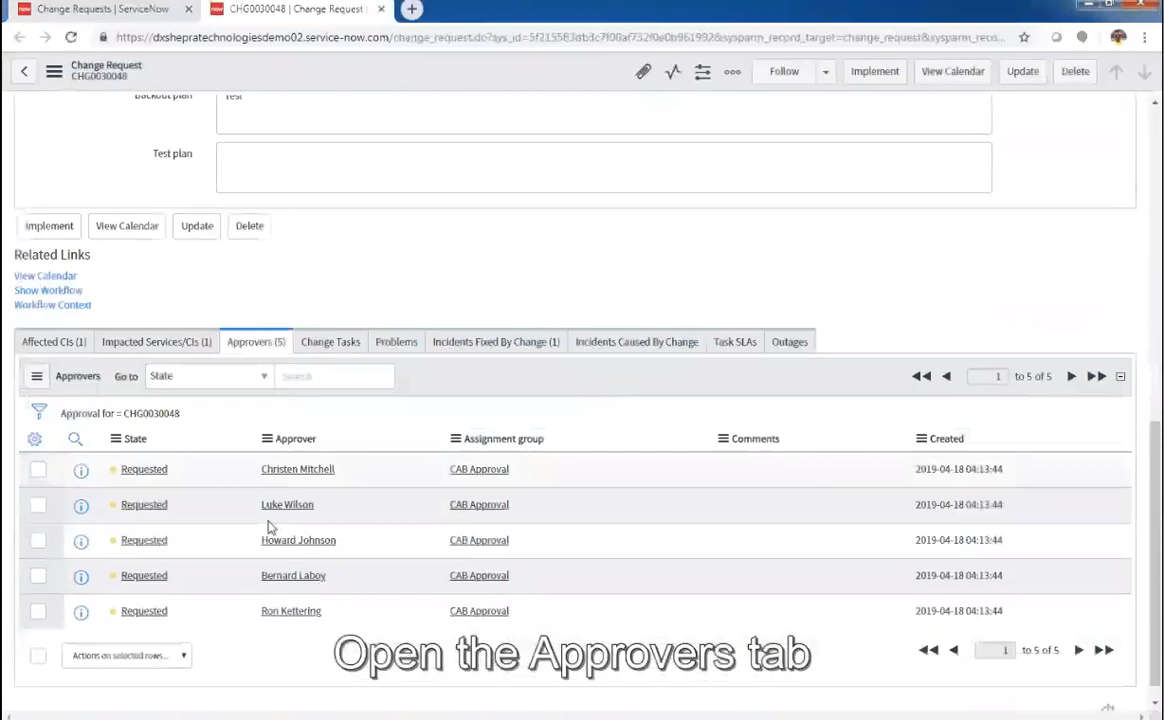 Change Requests | ServiceNow
CHG0030048 | Change Request |
Change Request
CHG0030048
Follow
Implement
View Calendar
Update
Delete
Backout plan
Test
Test plan
Implement
View Calendar
Update
Delete
Related Links
View Calendar
Show Workflow
Workflow Context
Affected CIs (1)
Impacted Services/CIs (1)
Approvers (5)
Change Tasks
Problems
Incidents Fixed By Change (1)
Incidents Caused By Change
Task SLAs
Outages
Approvers Go to State Search
1 to 5 of 5
Approval for = CHG0030048
State Approver Assignment group Comments Created
Requested Christen Mitchell CAB Approval 2019-04-18 04:13:44
Requested Luke Wilson CAB Approval 2019-04-18 04:13:44
Requested Howard Johnson CAB Approval 2019-04-18 04:13:44
Requested Bernard Laboy CAB Approval 2019-04-18 04:13:44
Requested Ron Kettering CAB Approval 2019-04-18 04:13:44
Actions on selected rows...
1 to 5 of 5
Open the Approvers tab